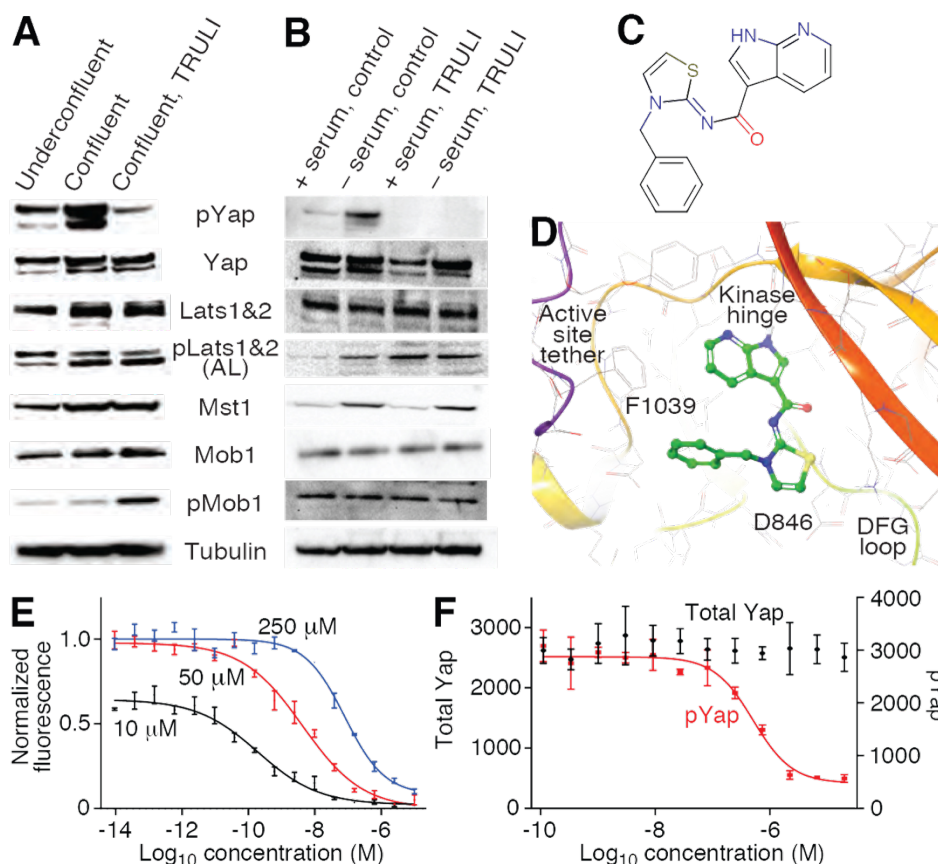 A
Underconfluent
Confluent
Confluent, TRULI
pYap
Yap
Lats1&2
pLats1&2
(AL)
Mst1
Mob1
pMob1
Tubulin
B
+ serum, control
– serum, control
+ serum, TRULI
– serum, TRULI
C
HN
N
S
N
N
O
D
Active
site
tether
Kinase
hinge
F1039
D846
DFG
loop
E
Normalized
fluorescence
1.0
0.5
0
250 µM
50 µM
10 µM
-14 -12 -10 -8 -6
Log10 concentration (M)
F
Total Yap
3000
2000
1000
0
Total Yap
pYap
4000
3000
2000
1000
0
pYap
-10 -8 -6
Log10 concentration (M)